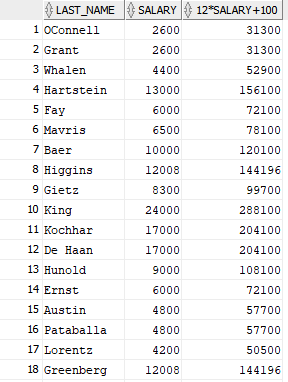 LAST_NAME SALARY 12*SALARY+100
1 OConnell 2600 31300
2 Grant 2600 31300
3 Whalen 4400 52900
4 Hartstein 13000 156100
5 Fay 6000 72100
6 Mavris 6500 78100
7 Baer 10000 120100
8 Higgins 12008 144196
9 Gietz 8300 99700
10 King 24000 288100
11 Kochhar 17000 204100
12 De Haan 17000 204100
13 Hunold 9000 108100
14 Ernst 6000 72100
15 Austin 4800 57700
16 Pataballa 4800 57700
17 Lorentz 4200 50500
18 Greenberg 12008 144196